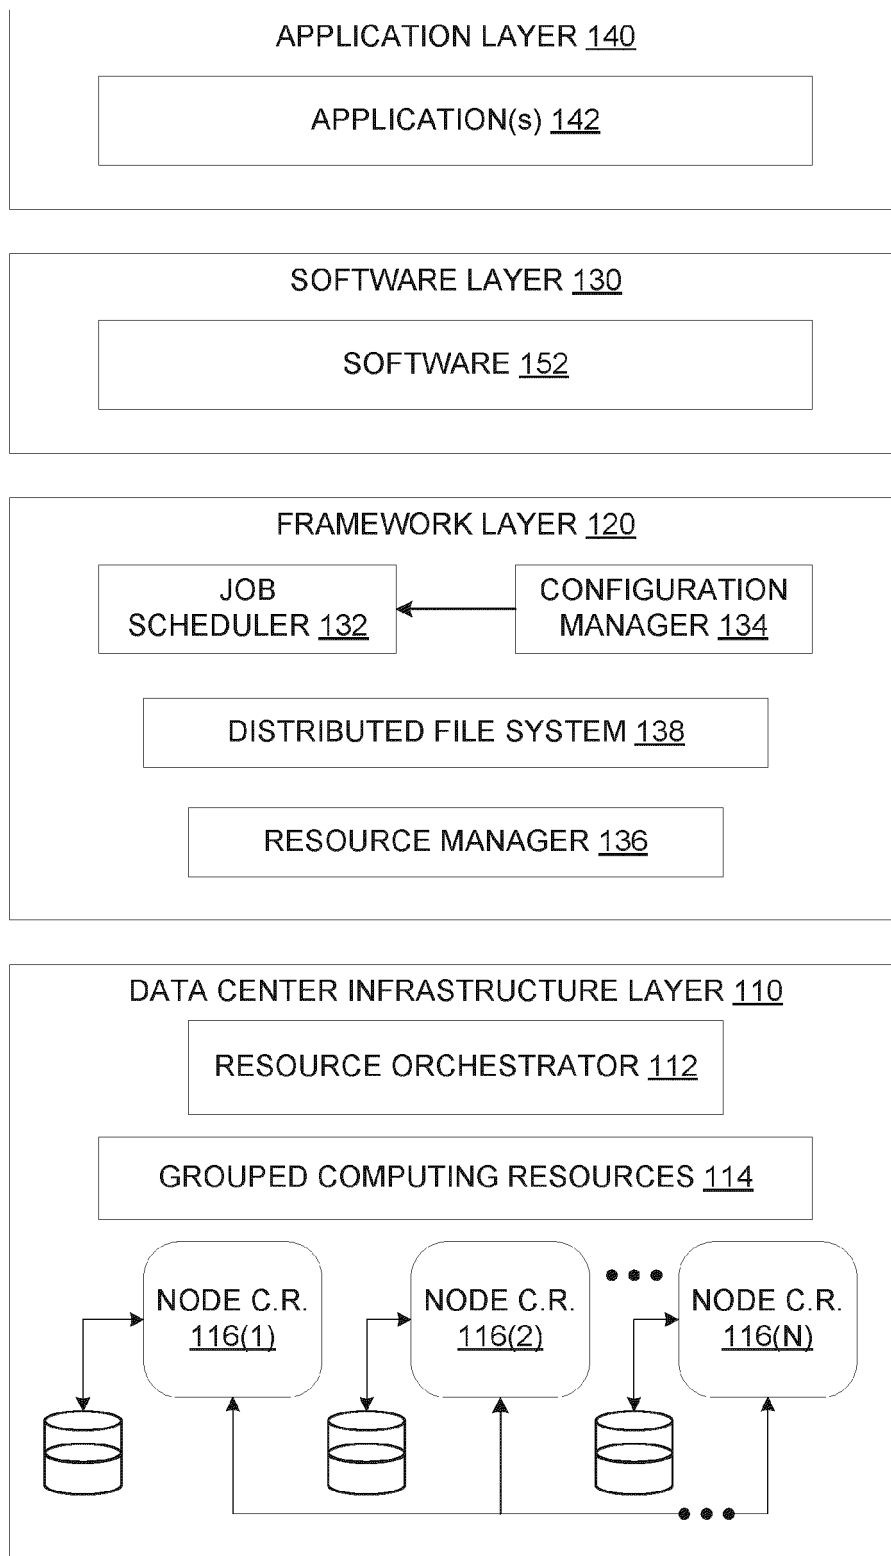 APPLICATION LAYER 140
APPLICATION(s) 142
SOFTWARE LAYER 130
SOFTWARE 152
FRAMEWORK LAYER 120
JOB
SCHEDULER 132
CONFIGURATION
MANAGER 134
DISTRIBUTED FILE SYSTEM 138
RESOURCE MANAGER 136
DATA CENTER INFRASTRUCTURE LAYER 110
RESOURCE ORCHESTRATOR 112
GROUPED COMPUTING RESOURCES 114
NODE C.R.
116(1)
NODE C.R.
116(2)
NODE C.R.
116(N)